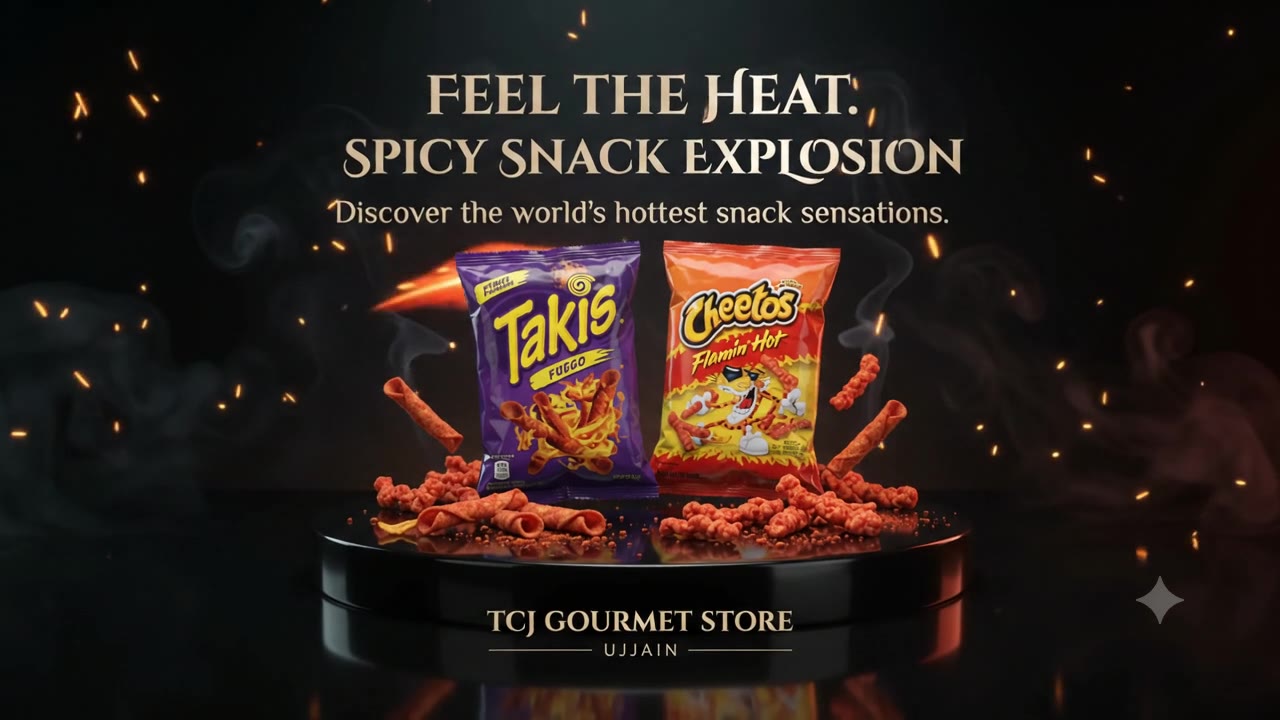 FEEL THE HEAT.
SPICY SNACK EXPLOSION
Discover the world's hottest snack sensations.
Takis
FUEGO
Cheetos
Flamin' Hot
TCJ GOURMET STORE
UJJAIN